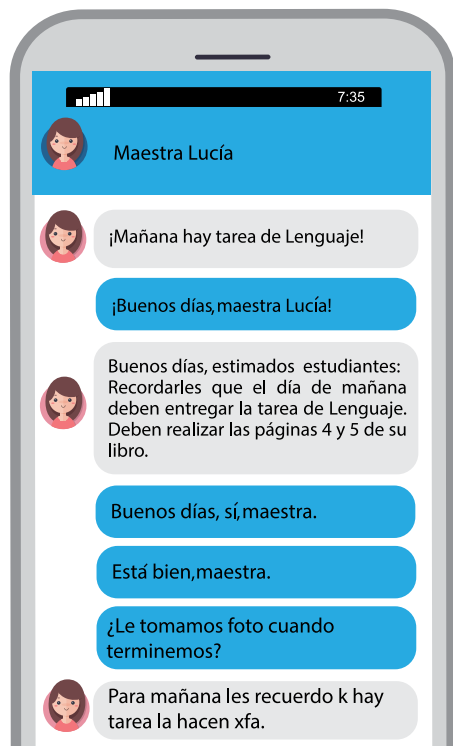 7:35
Maestra Lucía
¡Mañana hay tarea de Lenguaje!
¡Buenos días,maestra Lucía!
Buenos días, estimados estudiantes:
Recordarles que el día de mañana
deben entregar la tarea de Lenguaje.
Deben realizar las páginas 4 y 5 de su
libro.
Buenos días, sí,maestra.
Está bien,maestra.
¿Le tomamos foto cuando
terminemos?
Para mañana les recuerdo k hay
tarea la hacen xfa.